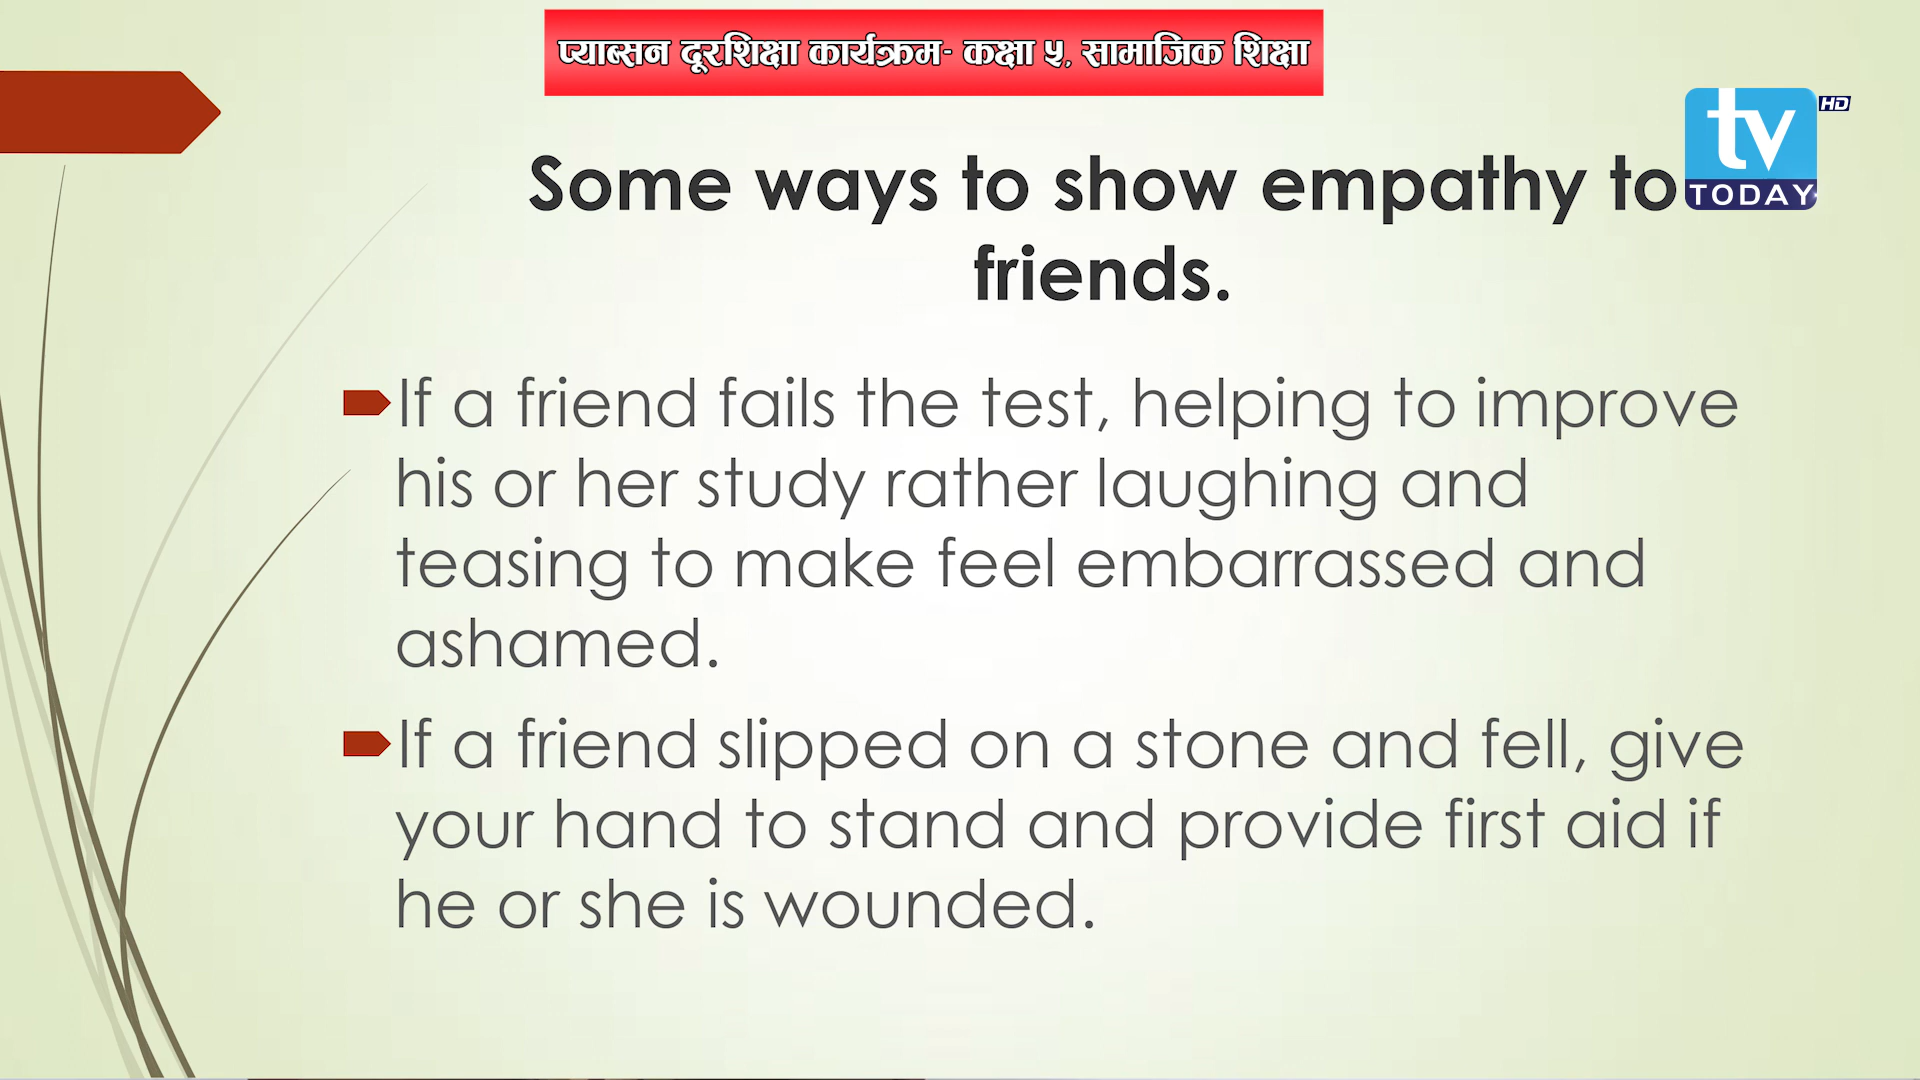 प्याब्सन दूरशिक्षा कार्यक्रम- कक्षा ५, सामाजिक शिक्षा
tv HD
TODAY
Some ways to show empathy to
friends.
If a friend fails the test, helping to improve
his or her study rather laughing and
teasing to make feel embarrassed and
ashamed.
If a friend slipped on a stone and fell, give
your hand to stand and provide first aid if
he or she is wounded.